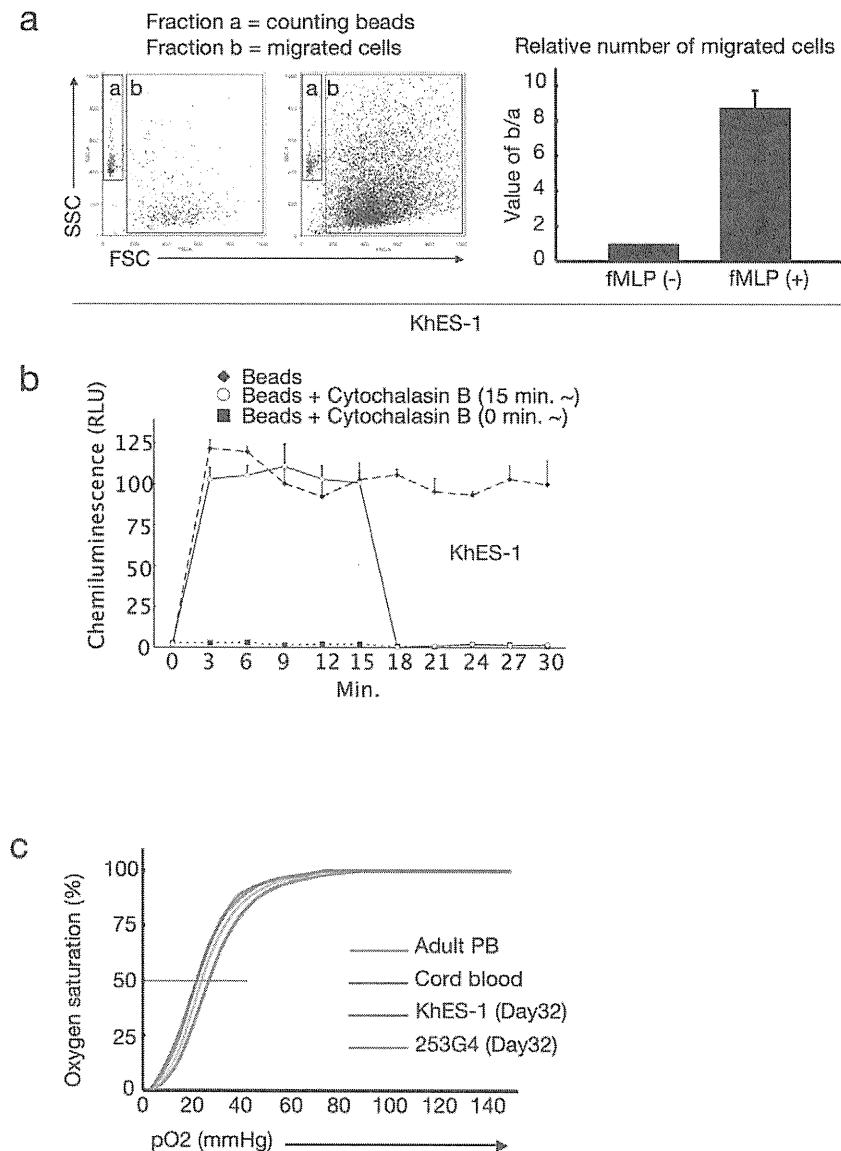 a
Fraction a = counting beads
Fraction b = migrated cells
Relative number of migrated cells
a b
a b
SSC
FSC
Value of b/a
10
8
6
4
2
0
fMLP (-)
fMLP (+)
KhES-1
b
Beads
Beads + Cytochalasin B (15 min. ~)
Beads + Cytochalasin B (0 min. ~)
Chemiluminescence (RLU)
125
100
75
50
25
0
KhES-1
0 3 6 9 12 15 18 21 24 27 30
Min.
c
Oxygen saturation (%)
100
75
50
25
0
Adult PB
Cord blood
KhES-1 (Day32)
253G4 (Day32)
0 20 40 60 80 100 120 140
pO2 (mmHg)